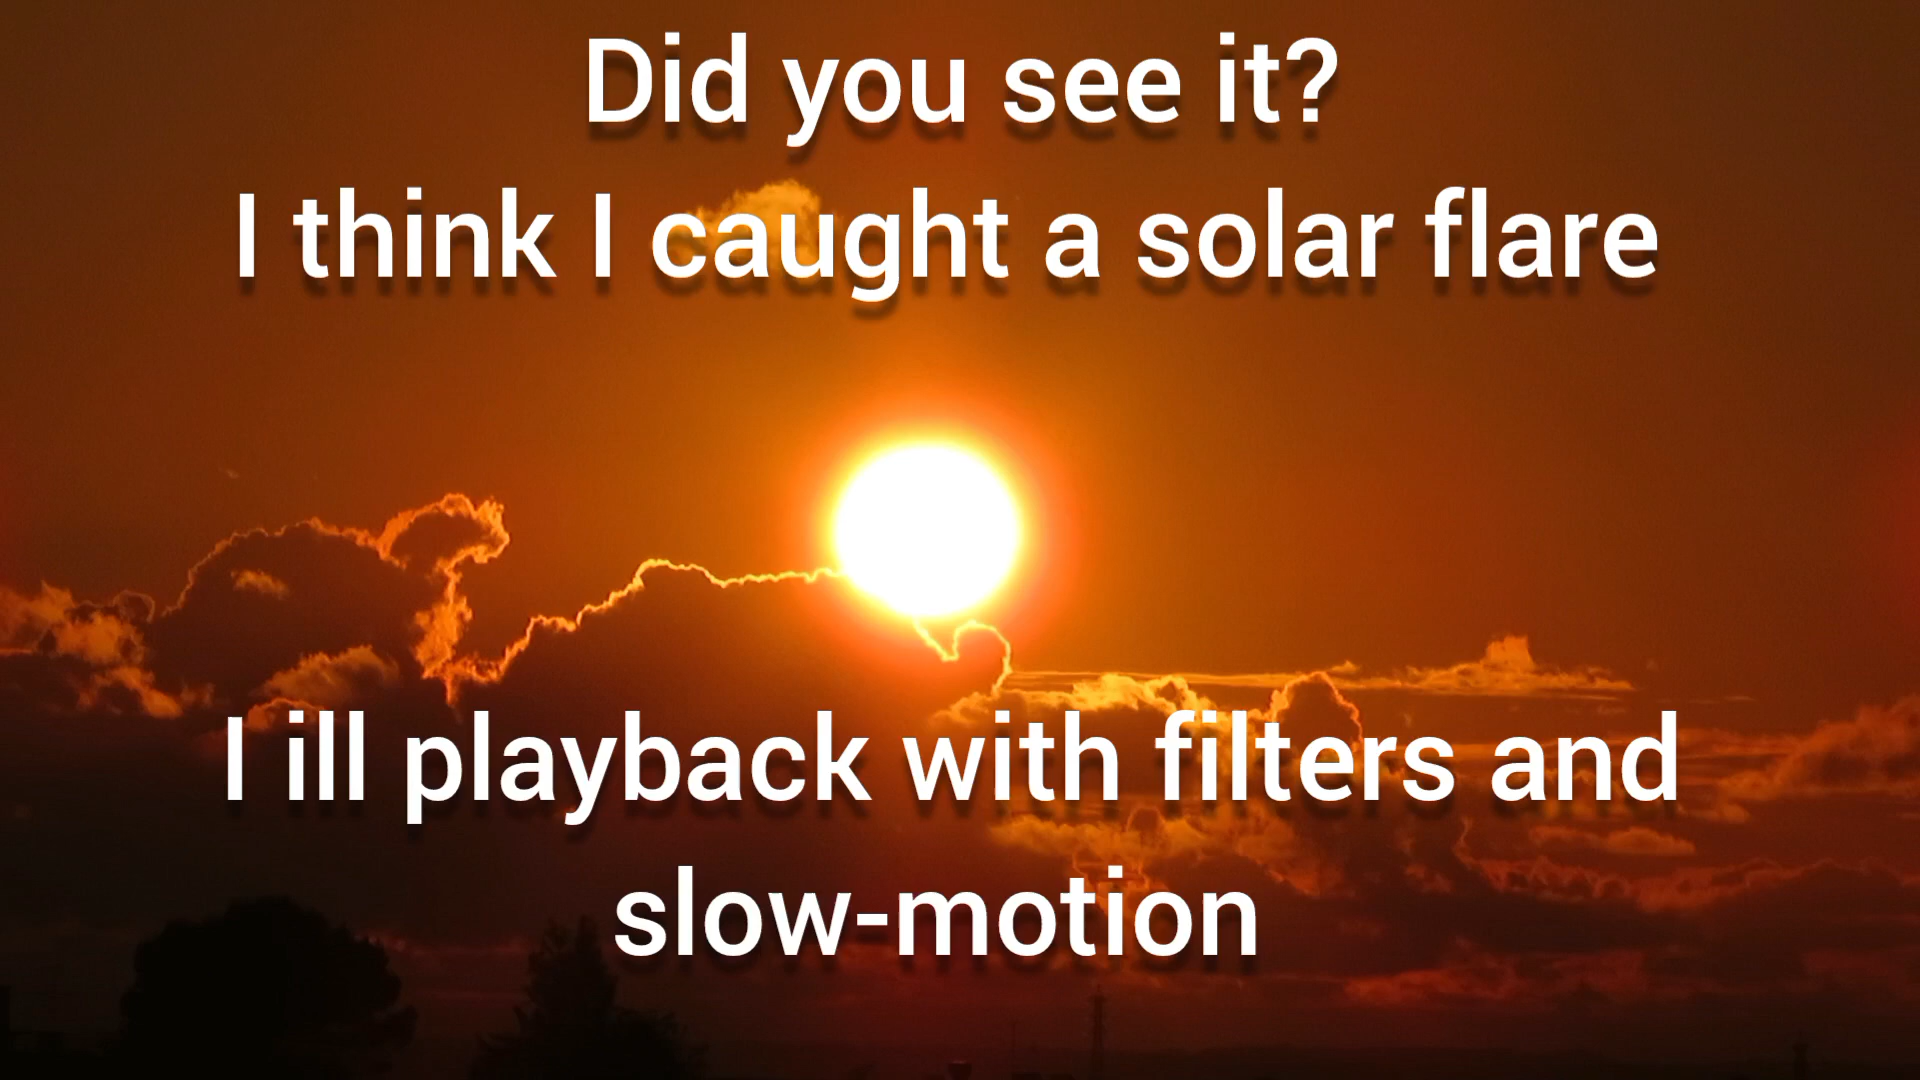 Did you see it?
I think I caught a solar flare
I ill playback with filters and
slow-motion